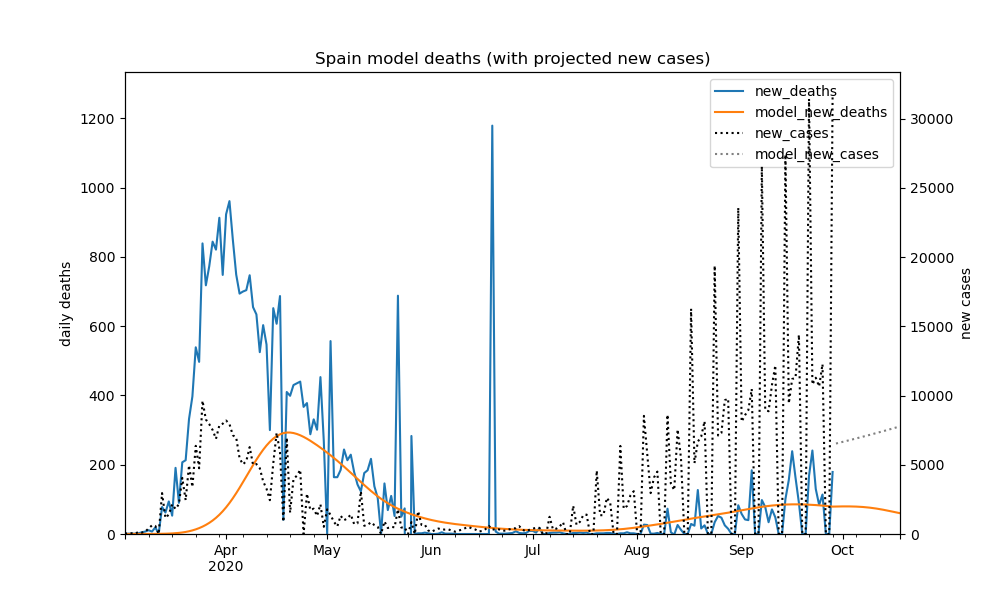 Spain model deaths (with projected new cases)
new_deaths
model_new_deaths
new_cases
model_new_cases
daily deaths
new cases
1200
1000
800
600
400
200
0
30000
25000
20000
15000
10000
5000
0
Apr May Jun Jul Aug Sep Oct
2020